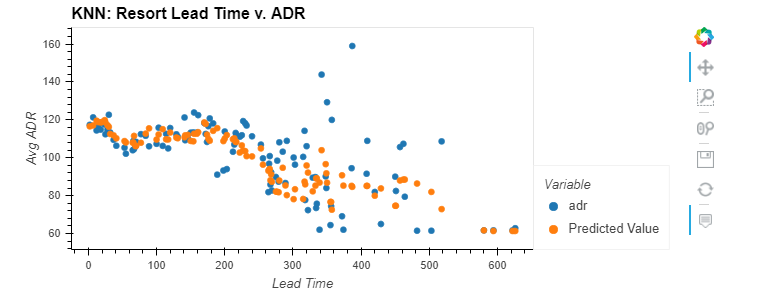 KNN: Resort Lead Time v. ADR
160
140
120
100
80
60
Avg ADR
0
100
200
300
400
500
600
Lead Time
Variable
adr
Predicted Value